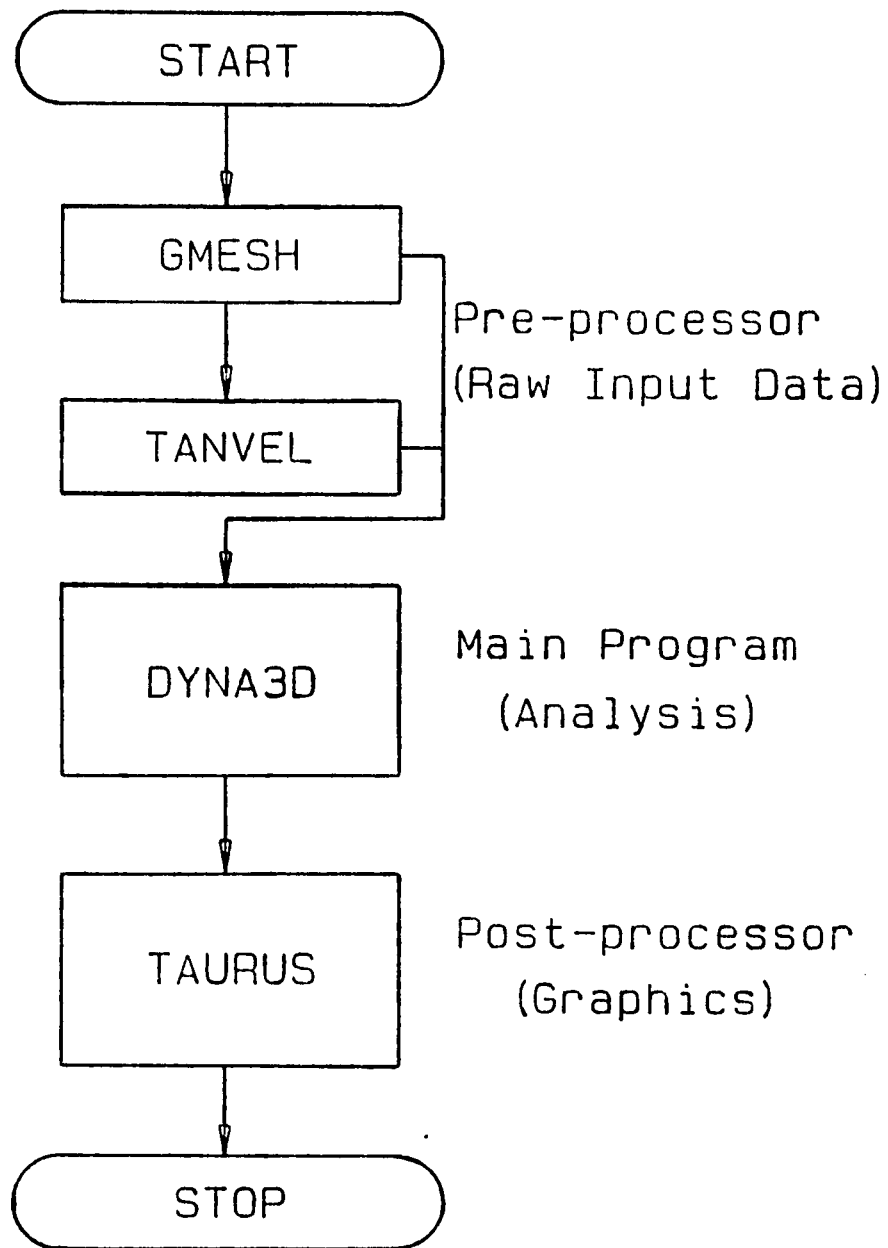 START
GMESH
Pre-processor
(Raw Input Data)
TANVEL
DYNA3D
Main Program
(Analysis)
TAURUS
Post-processor
(Graphics)
STOP